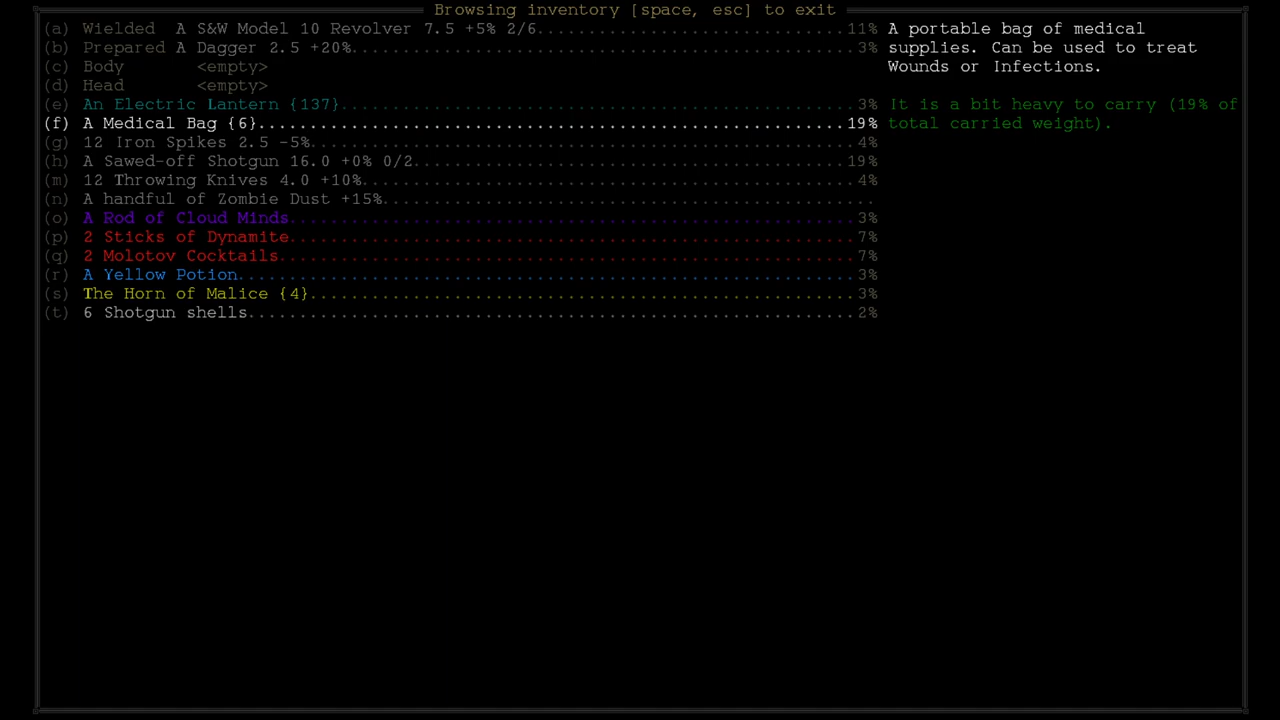 Browsing inventory [space, esc] to exit
(a) Wielded A S&W Model 10 Revolver 7.5 +5% 2/6..............................11% A portable bag of medical
(b) Prepared A Dagger 2.5 +20%................................................3% supplies. Can be used to treat
(c) Body <empty> Wounds or Infections.
(d) Head <empty>
(e) An Electric Lantern {137}..................................................3% It is a bit heavy to carry (19% of
(f) A Medical Bag {6}.........................................................19% total carried weight).
(g) 12 Iron Spikes 2.5 -5%.....................................................4%
(h) A Sawed-off Shotgun 16.0 +0% 0/2..........................................19%
(m) 12 Throwing Knives 4.0 +10%................................................4%
(n) A handful of Zombie Dust +15%...............................................
(o) A Rod of Cloud Minds.......................................................3%
(p) 2 Sticks of Dynamite.......................................................7%
(q) 2 Molotov Cocktails........................................................7%
(r) A Yellow Potion............................................................3%
(s) The Horn of Malice {4}.....................................................3%
(t) 6 Shotgun shells...........................................................2%